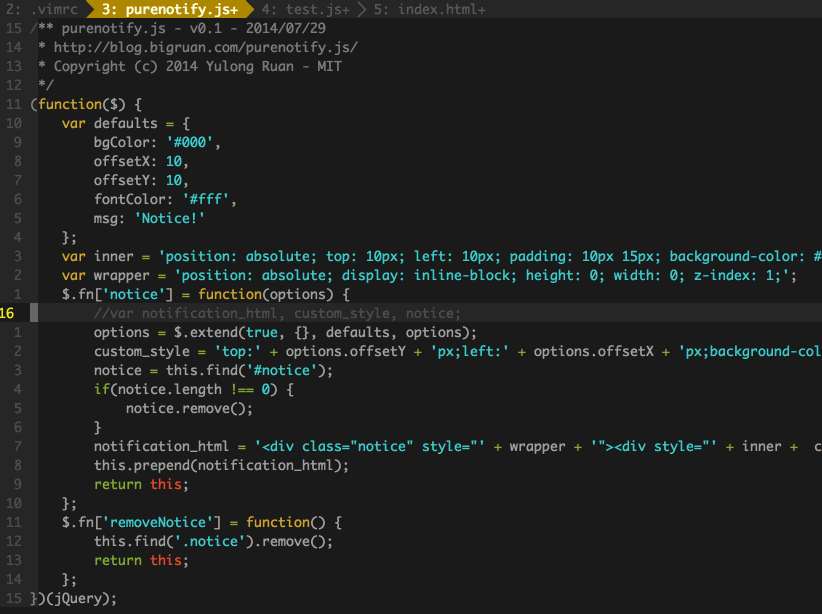 2: .vimrc 3: purenotify.js+ 4: test.js+ 5: index.html+
15 /** purenotify.js - v0.1 - 2014/07/29
14 * http://blog.bigruan.com/purenotify.js/
13 * Copyright (c) 2014 Yulong Ruan - MIT
12 */
11 (function($) {
10 var defaults = {
9 bgColor: '#000',
8 offsetX: 10,
7 offsetY: 10,
6 fontColor: '#fff',
5 msg: 'Notice!'
4 };
3 var inner = 'position: absolute; top: 10px; left: 10px; padding: 10px 15px; background-color: #
2 var wrapper = 'position: absolute; display: inline-block; height: 0; width: 0; z-index: 1;';
1 $.fn['notice'] = function(options) {
16 //var notification_html, custom_style, notice;
1 options = $.extend(true, {}, defaults, options);
2 custom_style = 'top:' + options.offsetY + 'px;left:' + options.offsetX + 'px;background-col
3 notice = this.find('#notice');
4 if(notice.length !== 0) {
5 notice.remove();
6 }
7 notification_html = '<div class="notice" style="' + wrapper + '"><div style="' + inner + c
8 this.prepend(notification_html);
9 return this;
10 };
11 $.fn['removeNotice'] = function() {
12 this.find('.notice').remove();
13 return this;
14 };
15 })(jQuery);